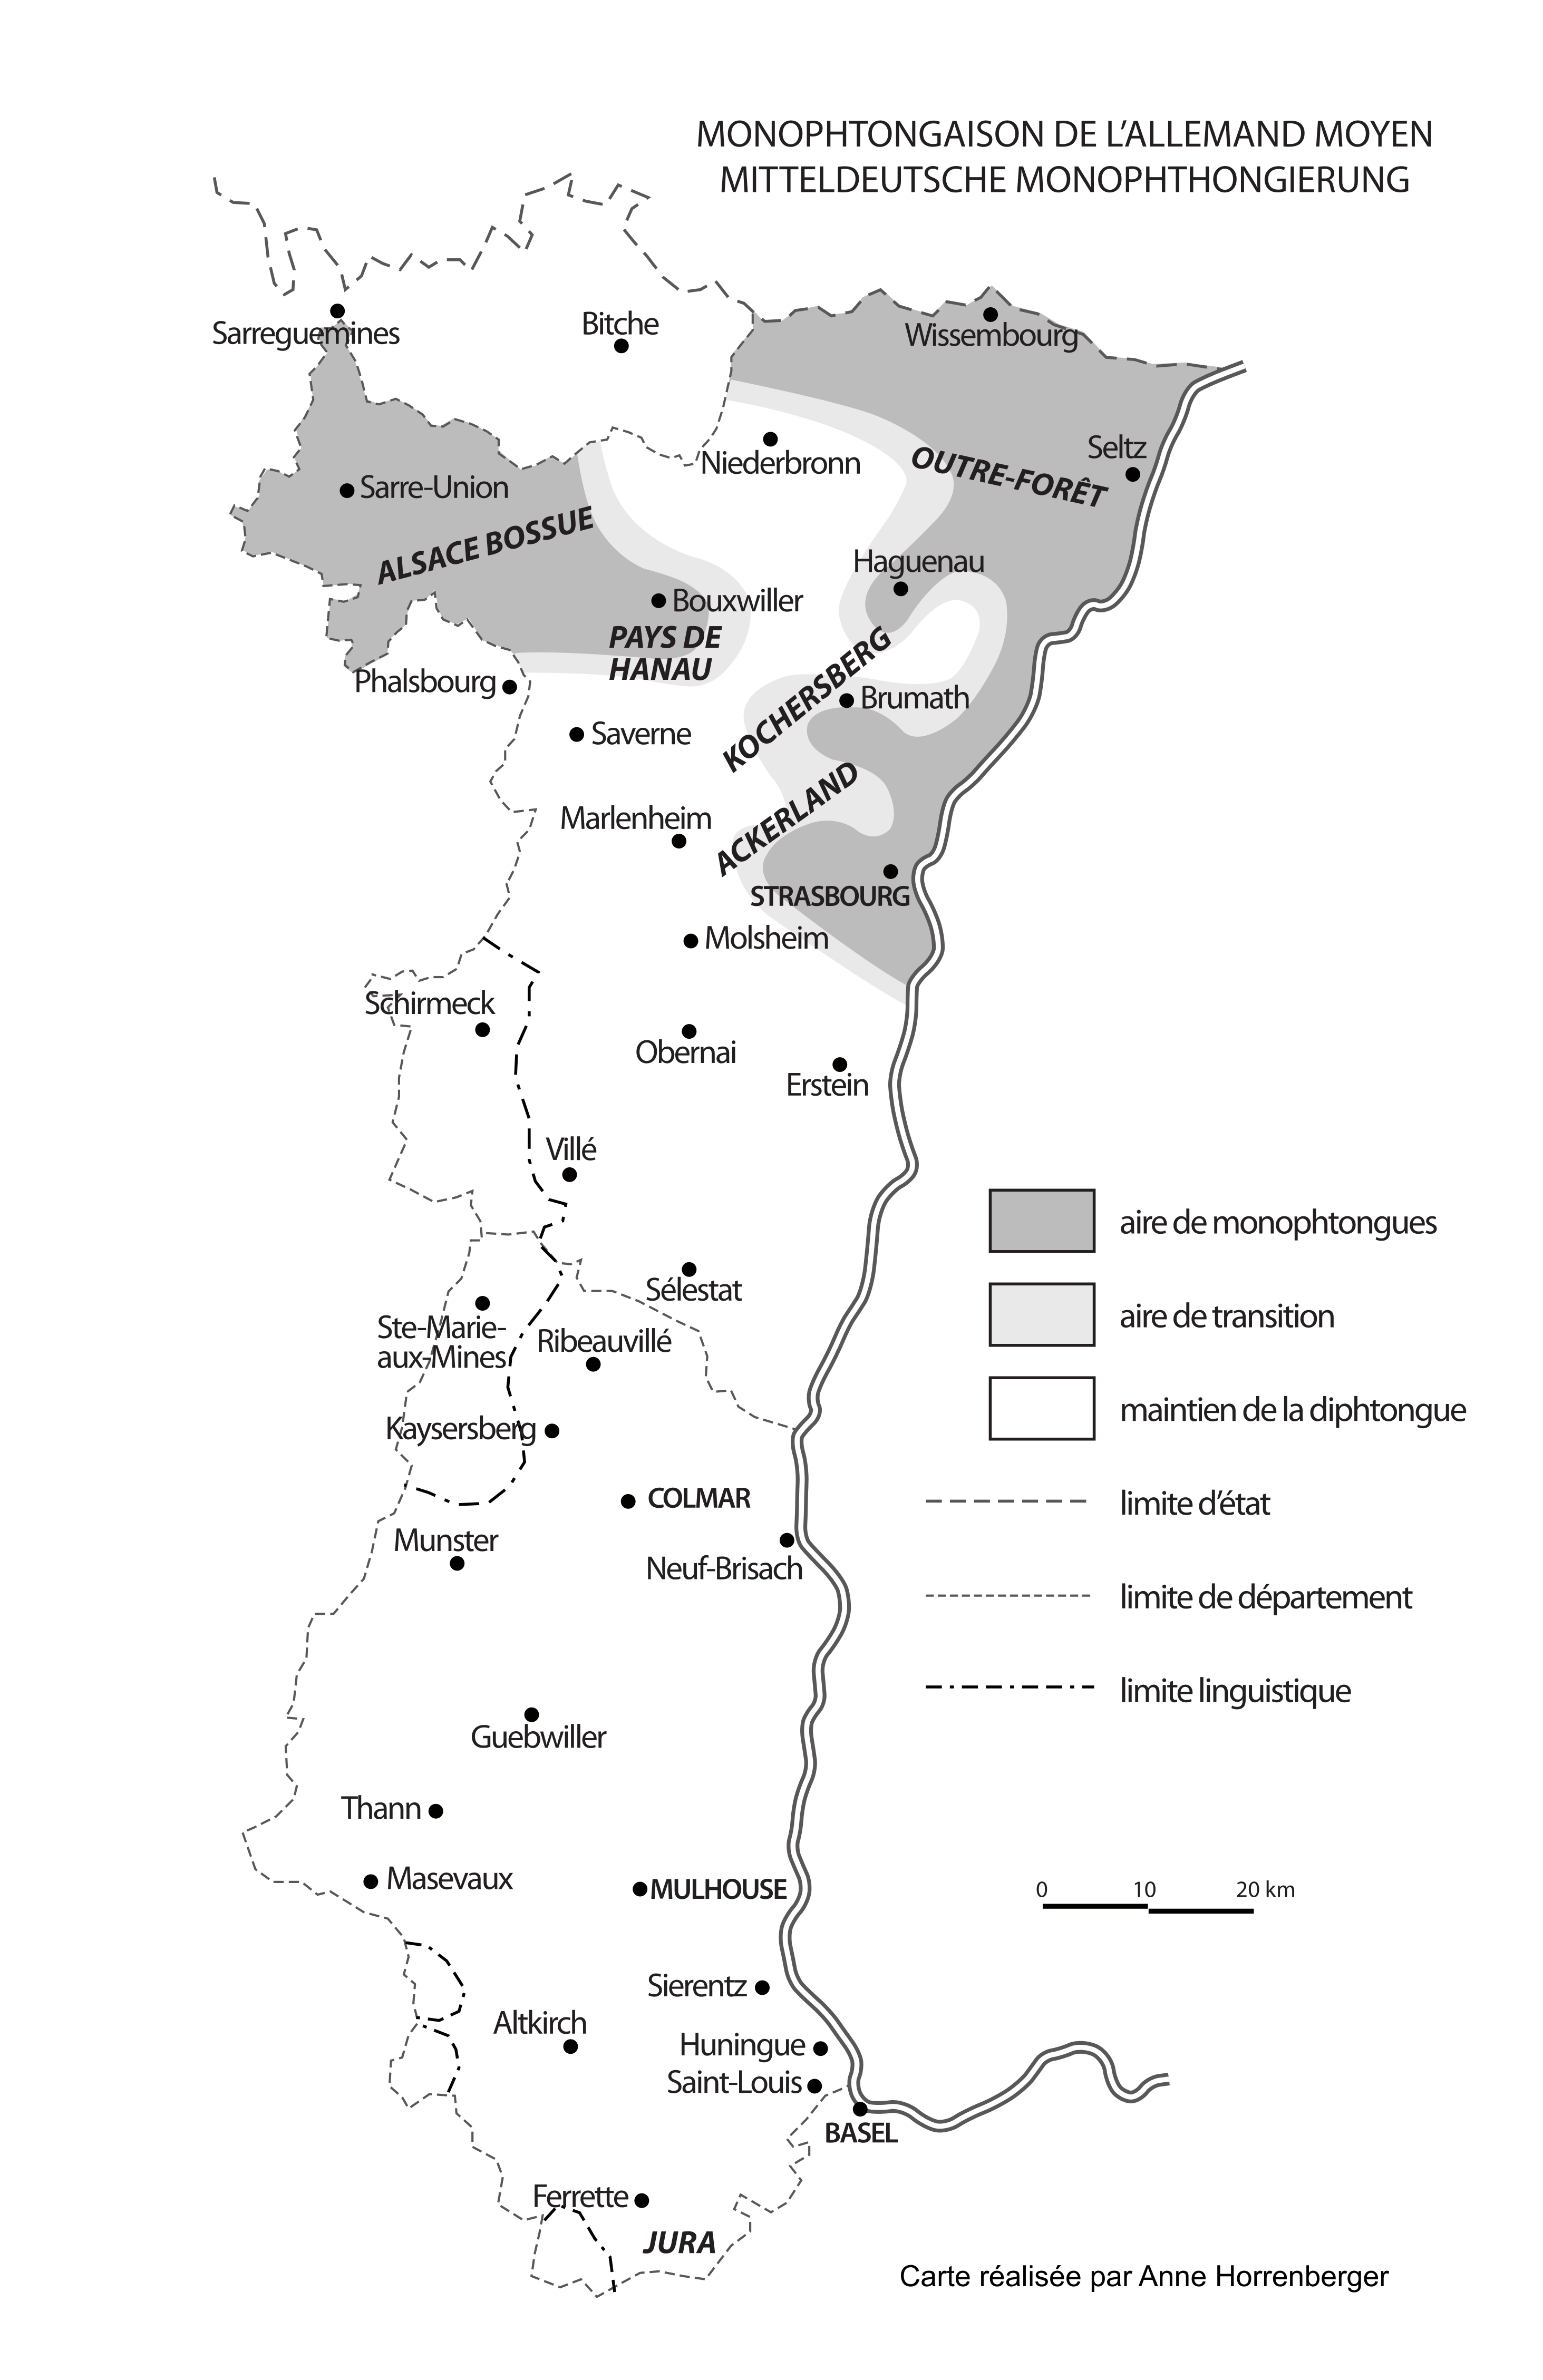 MONOPHTONGAISON DE L’ALLEMAND MOYEN
MITTELDEUTSCHE MONOPHTHONGIERUNG
Sarreguemines
Bitche
Wissembourg
Niederbronn
Seltz
OUTRE-FORÊT
Sarre-Union
ALSACE BOSSUE
Haguenau
Bouxwiller
PAYS DE
HANAU
Phalsbourg
KOCHERSBERG
Brumath
Saverne
ACKERLAND
Marlenheim
STRASBOURG
Molsheim
Schirmeck
Obernai
Erstein
Villé
Sélestat
Ste-Marie-
aux-Mines
Ribeauvillé
Kaysersberg
COLMAR
Munster
Neuf-Brisach
Guebwiller
Thann
Masevaux
MULHOUSE
Sierentz
Altkirch
Huningue
Saint-Louis
BASEL
Ferrette
JURA
aire de monophtongues
aire de transition
maintien de la diphtongue
limite d’état
limite de département
limite linguistique
0 10 20 km
Carte réalisée par Anne Horrenberger